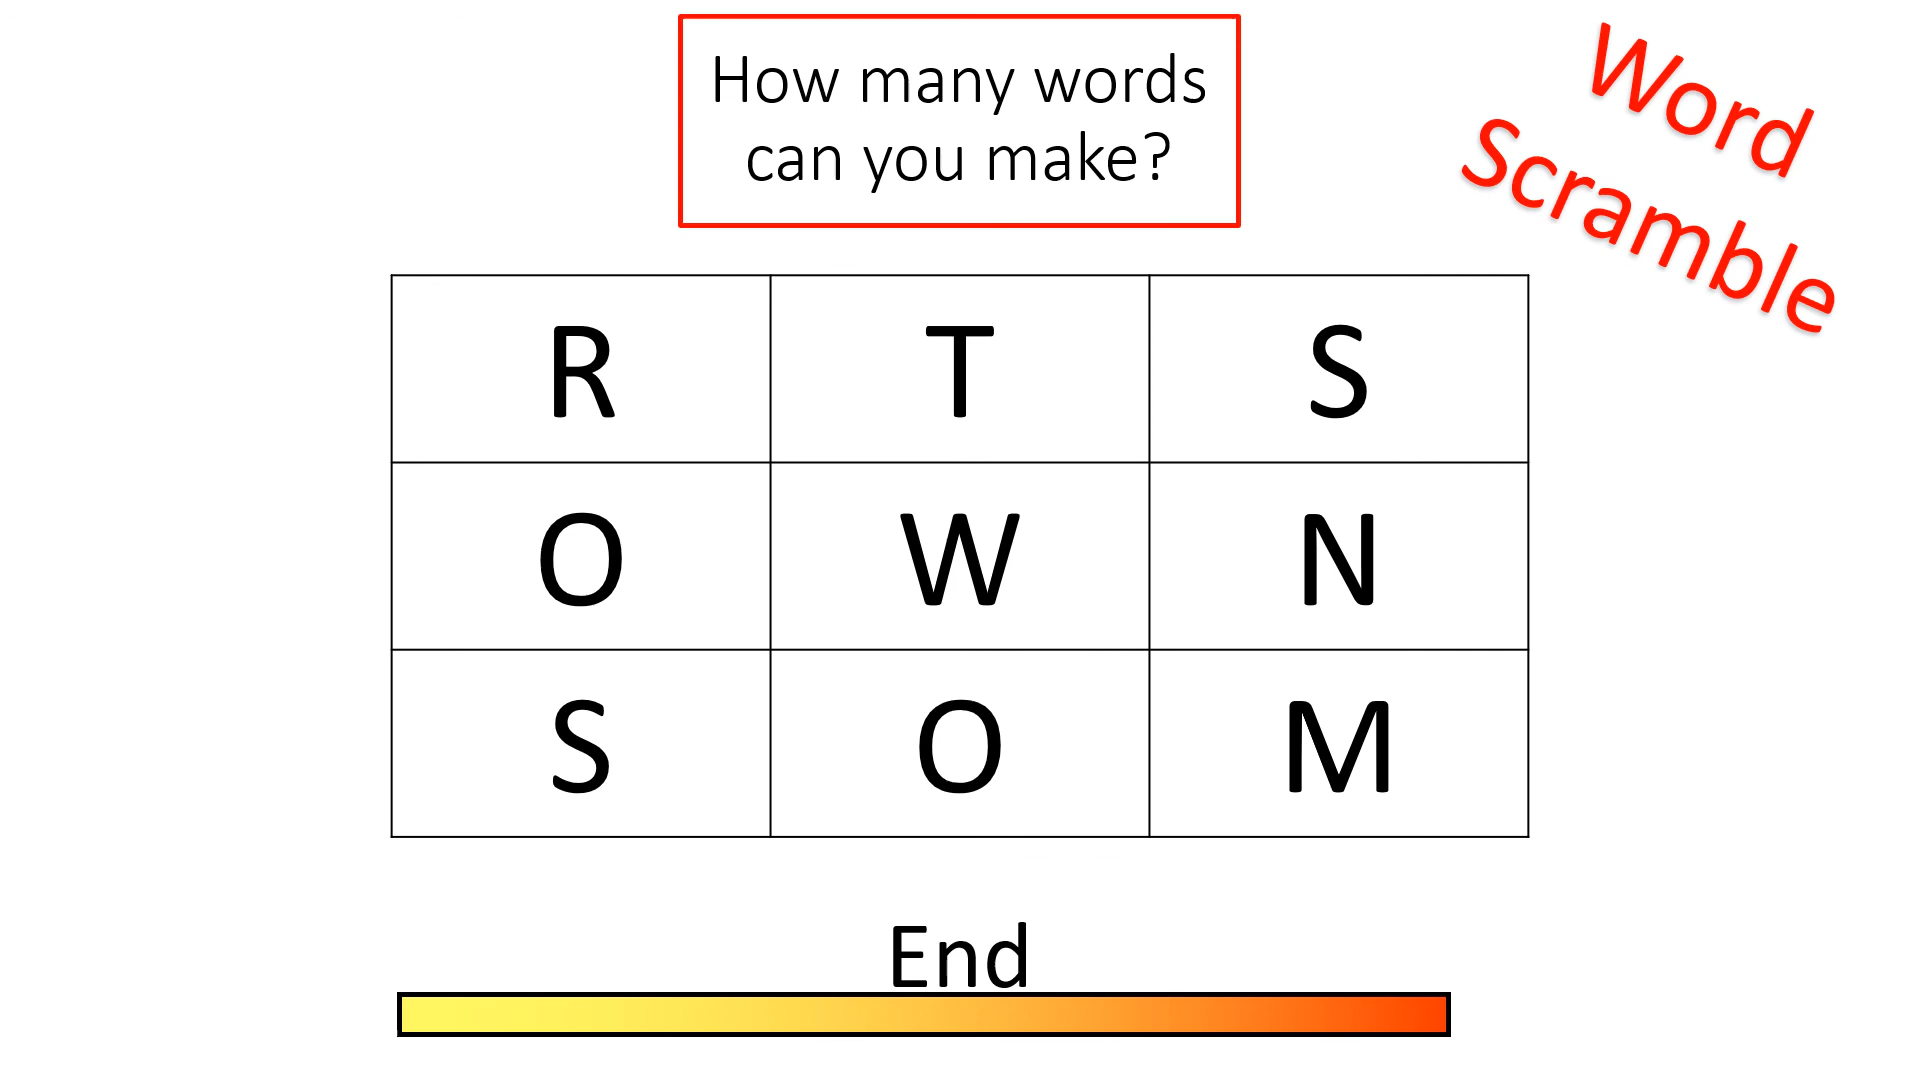 How many words
can you make?
Word
Scramble
R T S
O W N
S O M
End